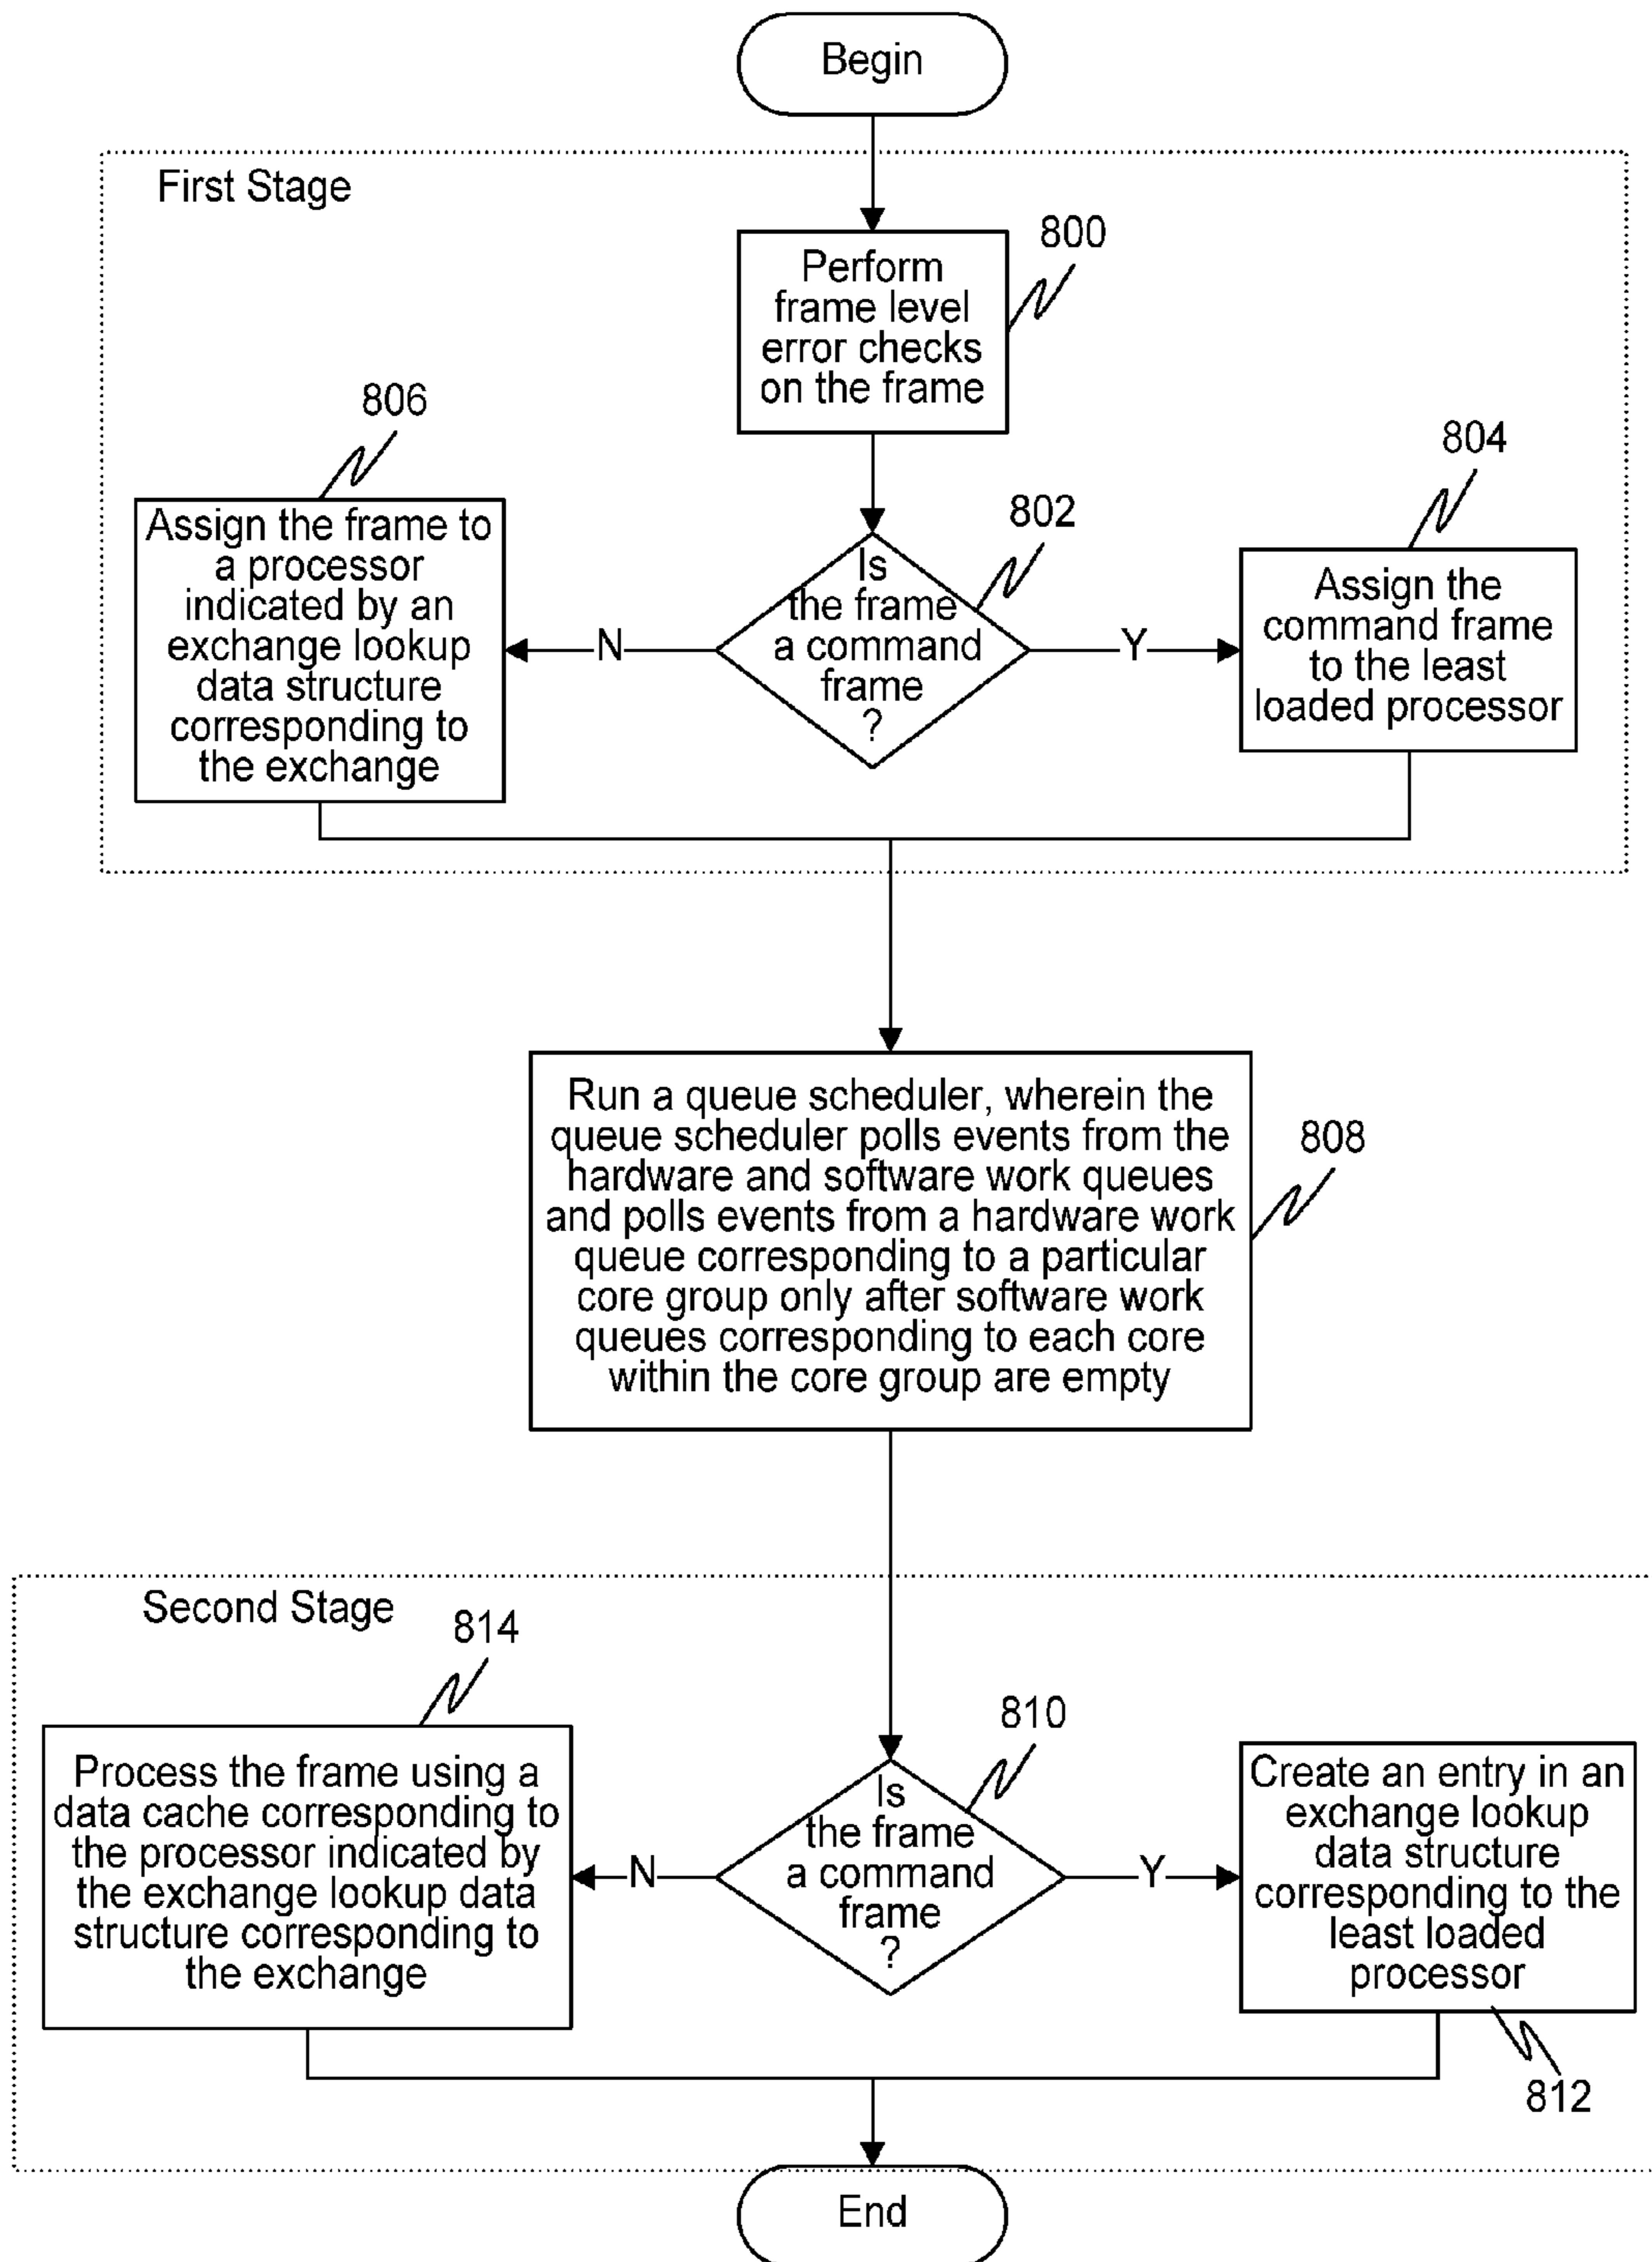 Begin
First Stage
800
Perform
frame level
error checks
on the frame
806
804
802
Assign the frame to
a processor
indicated by an
exchange lookup
data structure
corresponding to
the exchange
Is
the frame
a command
frame
?
N
Y
Assign the
command frame
to the least
loaded processor
Run a queue scheduler, wherein the
queue scheduler polls events from the
hardware and software work queues
and polls events from a hardware work
queue corresponding to a particular
core group only after software work
queues corresponding to each core
within the core group are empty
808
Second Stage
814
810
Process the frame using a
data cache corresponding to
the processor indicated by
the exchange lookup data
structure corresponding to
the exchange
Is
the frame
a command
frame
?
N
Y
Create an entry in an
exchange lookup
data structure
corresponding to the
least loaded
processor
812
End